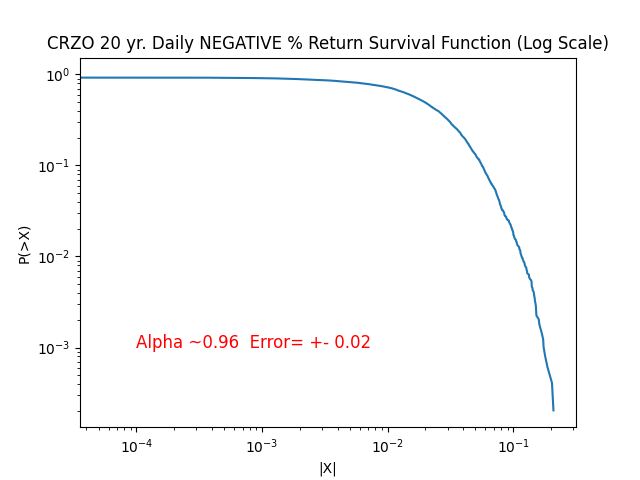 CRZO 20 yr. Daily NEGATIVE % Return Survival Function (Log Scale)
10⁰
10⁻¹
10⁻²
10⁻³
P(>X)
Alpha ~0.96  Error= +- 0.02
10⁻⁴ 10⁻³ 10⁻² 10⁻¹
|X|